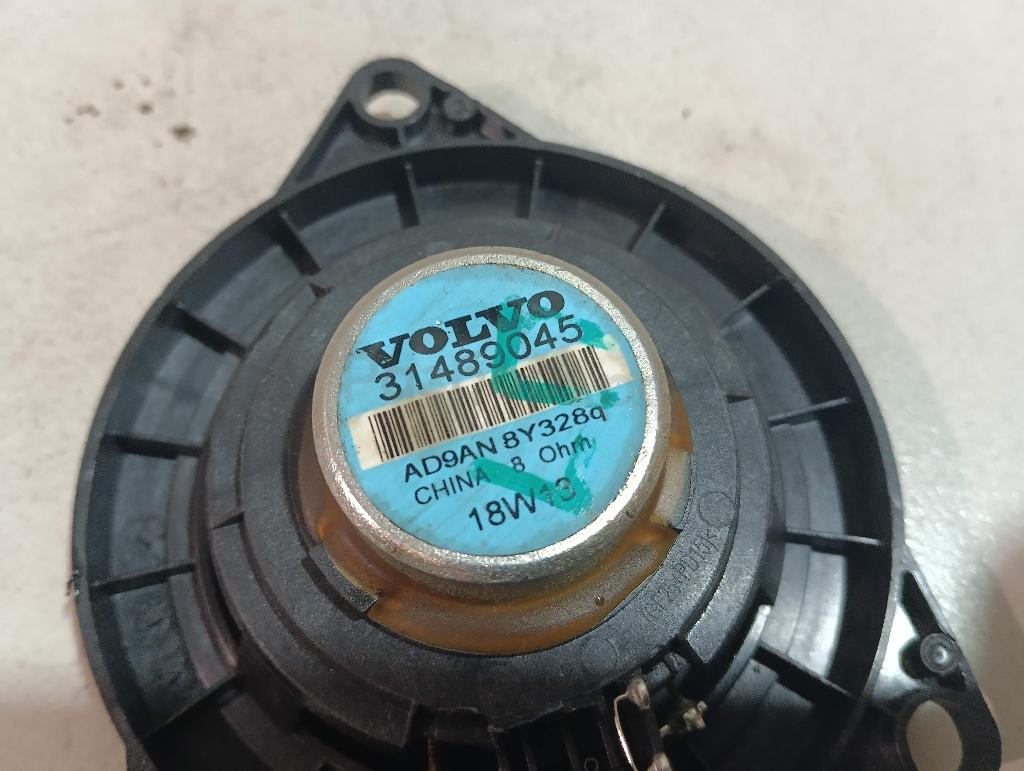 VOLVO
31489045
AD9AN 8Y328q
CHINA 8 Ohm
18W13